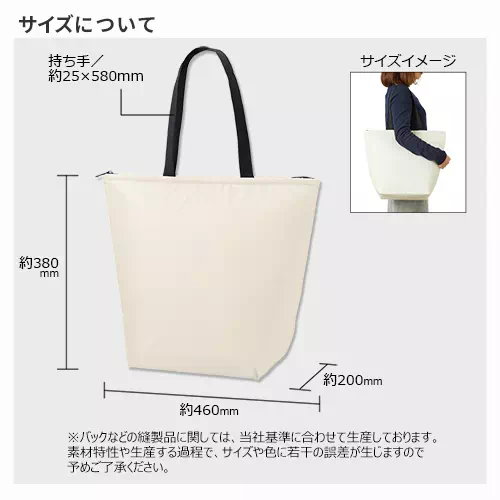 サイズについて
持ち手／
約25×580mm
サイズイメージ
約380
mm
約200mm
約460mm
※バックなどの縫製品に関しては、当社基準に合わせて生産しております。
素材特性や生産する過程で、サイズや色に若干の誤差が生じますので
予めご了承ください。